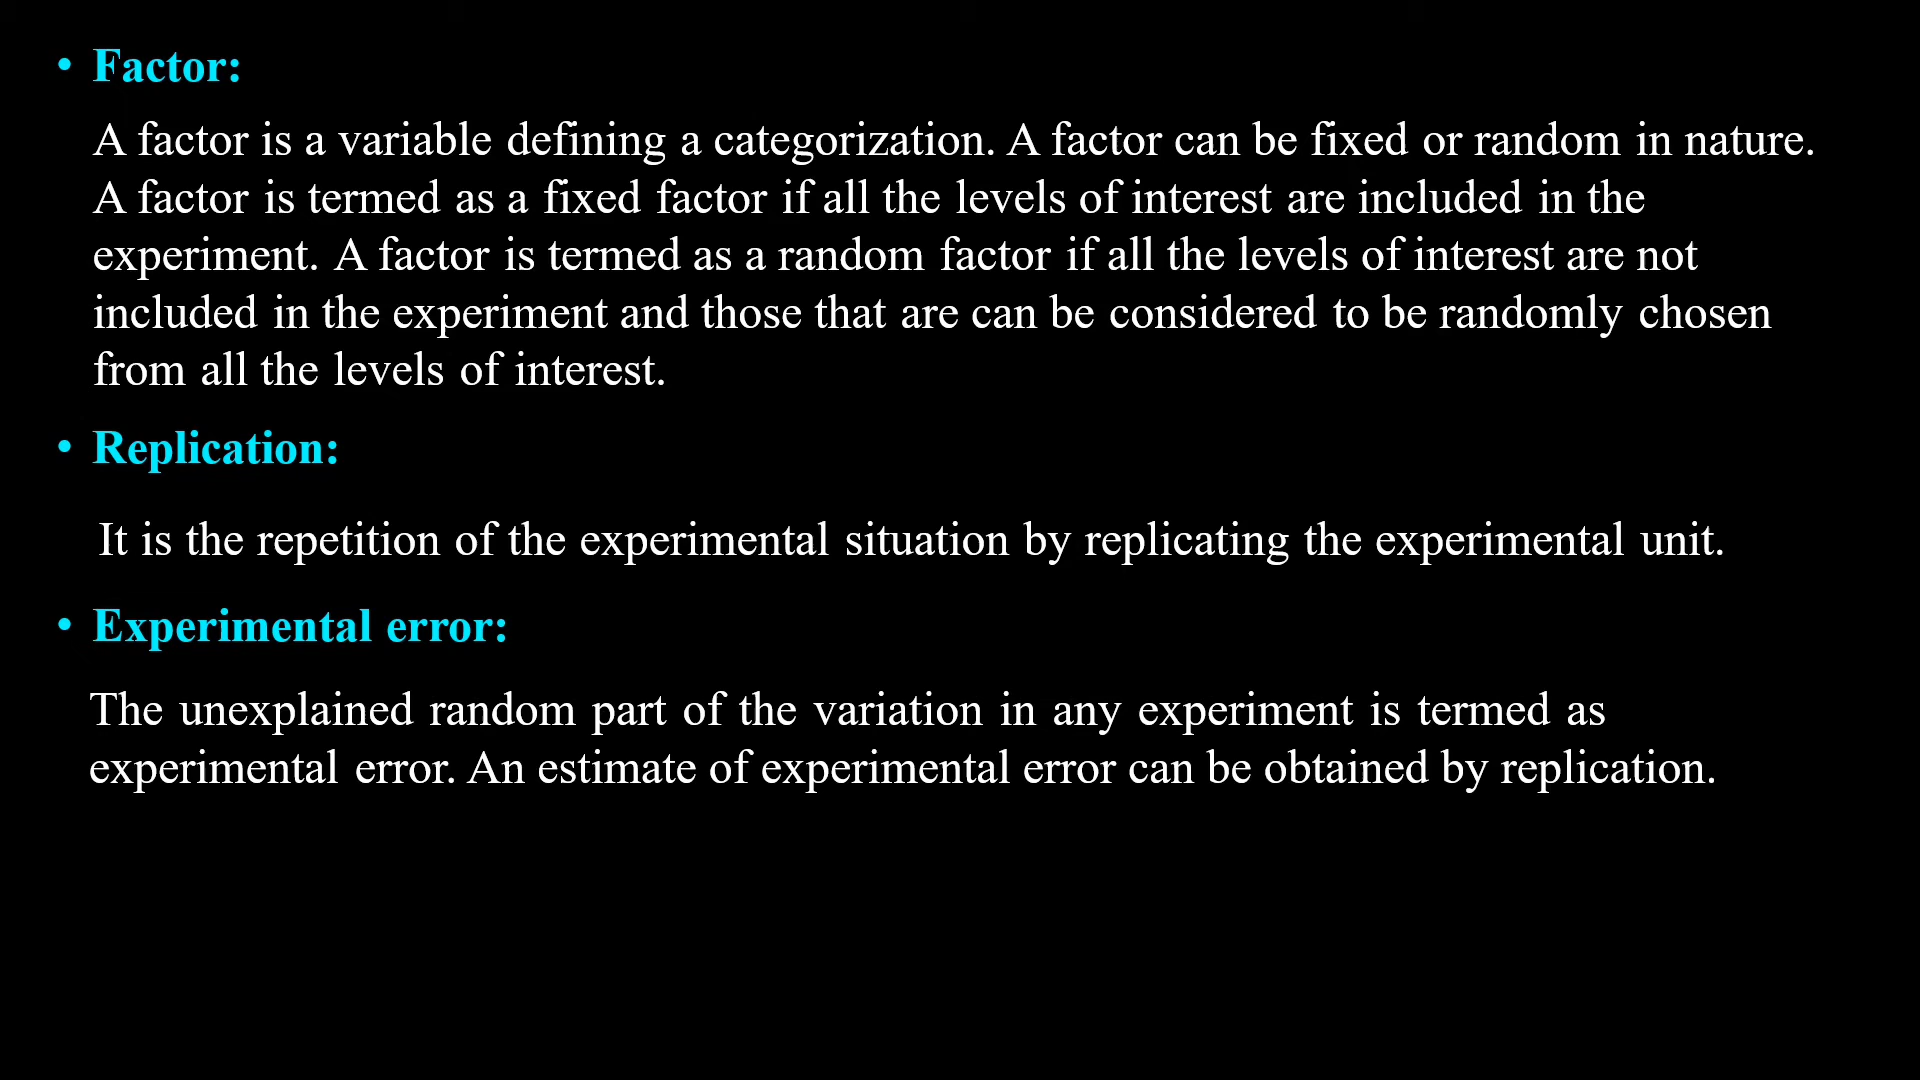 • Factor:
A factor is a variable defining a categorization. A factor can be fixed or random in nature.
A factor is termed as a fixed factor if all the levels of interest are included in the
experiment. A factor is termed as a random factor if all the levels of interest are not
included in the experiment and those that are can be considered to be randomly chosen
from all the levels of interest.
• Replication:
It is the repetition of the experimental situation by replicating the experimental unit.
• Experimental error:
The unexplained random part of the variation in any experiment is termed as
experimental error. An estimate of experimental error can be obtained by replication.